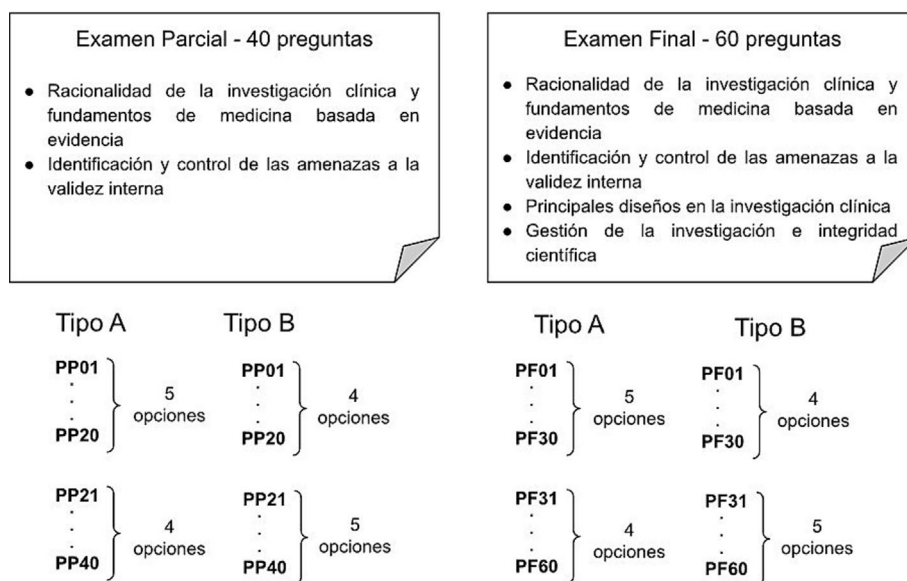 Examen Parcial - 40 preguntas
● Racionalidad de la investigación clínica y
fundamentos de medicina basada en
evidencia
● Identificación y control de las amenazas a la
validez interna
Examen Final - 60 preguntas
● Racionalidad de la investigación clínica y
fundamentos de medicina basada en
evidencia
● Identificación y control de las amenazas a la
validez interna
● Principales diseños en la investigación clínica
● Gestión de la investigación e integridad
científica
Tipo A
PP01
.
.
.
PP20
5
opciones
PP21
.
.
.
PP40
4
opciones
Tipo B
PP01
.
.
.
PP20
4
opciones
PP21
.
.
.
PP40
5
opciones
Tipo A
PF01
.
.
.
PF30
5
opciones
PF31
.
.
.
PF60
4
opciones
Tipo B
PF01
.
.
.
PF30
4
opciones
PF31
.
.
.
PF60
5
opciones